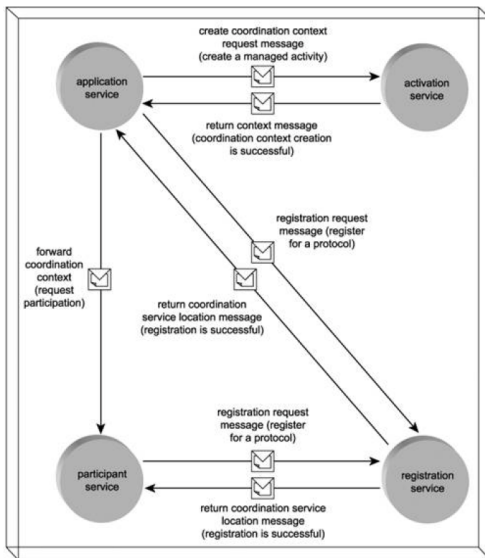 create coordination context
request message
(create a managed activity)
application
service
activation
service
return context message
(coordination context creation
is successful)
registration request
message (register
for a protocol)
forward
coordination
context
(request
participation)
return coordination
service location message
(registration is successful)
registration request
message (register
for a protocol)
participant
service
registration
service
return coordination service
location message
(registration is successful)